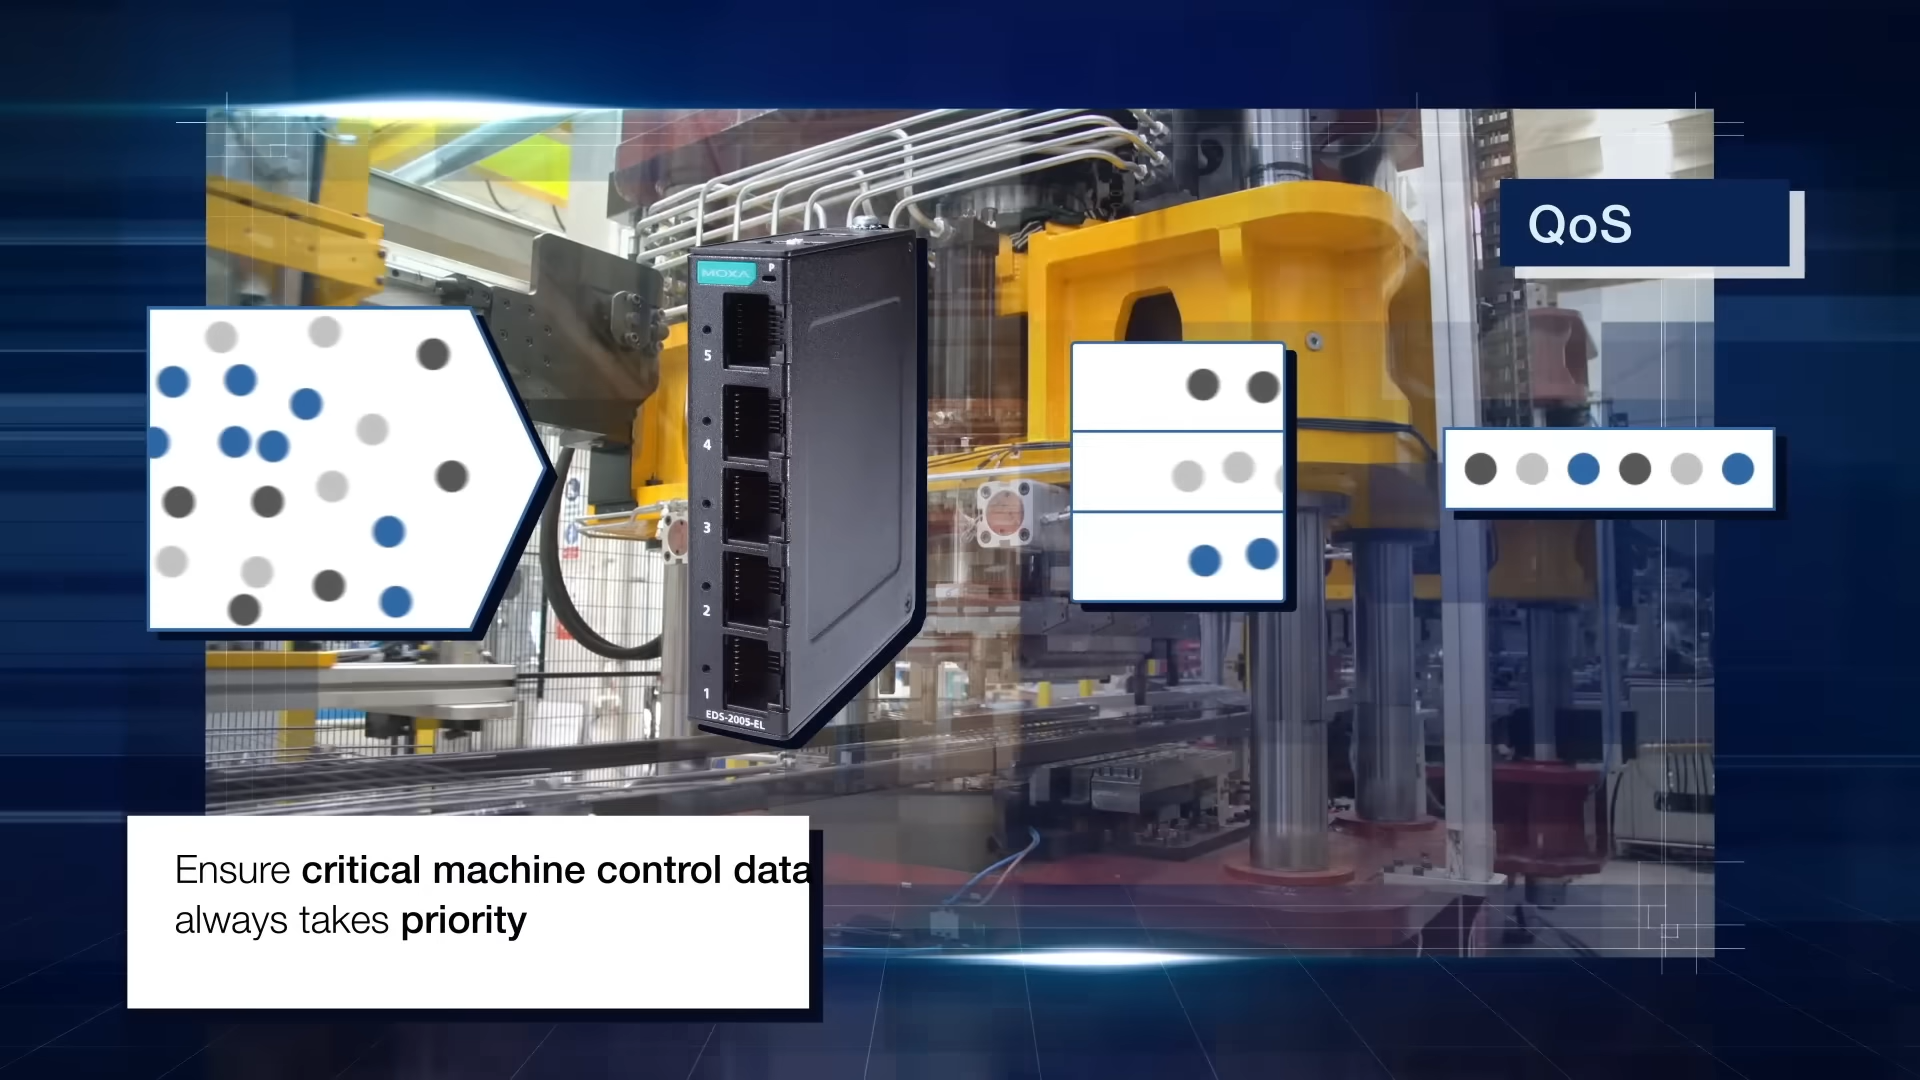 QoS
MOXA
P
5
4
3
2
1
EDS-2005-EL
Ensure critical machine control data
always takes priority